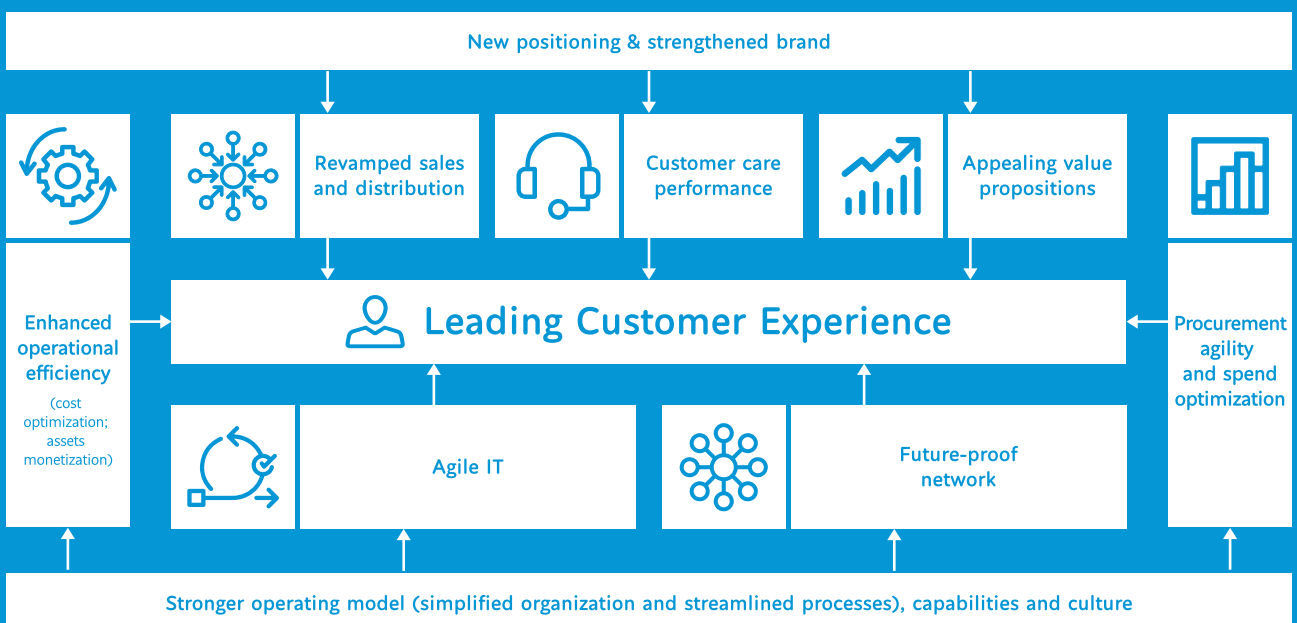 New positioning & strengthened brand
Revamped sales
and distribution
Customer care
performance
Appealing value
propositions
Enhanced
operational
efficiency
(cost
optimization;
assets
monetization)
Leading Customer Experience
Procurement
agility
and spend
optimization
Agile IT
Future-proof
network
Stronger operating model (simplified organization and streamlined processes), capabilities and culture